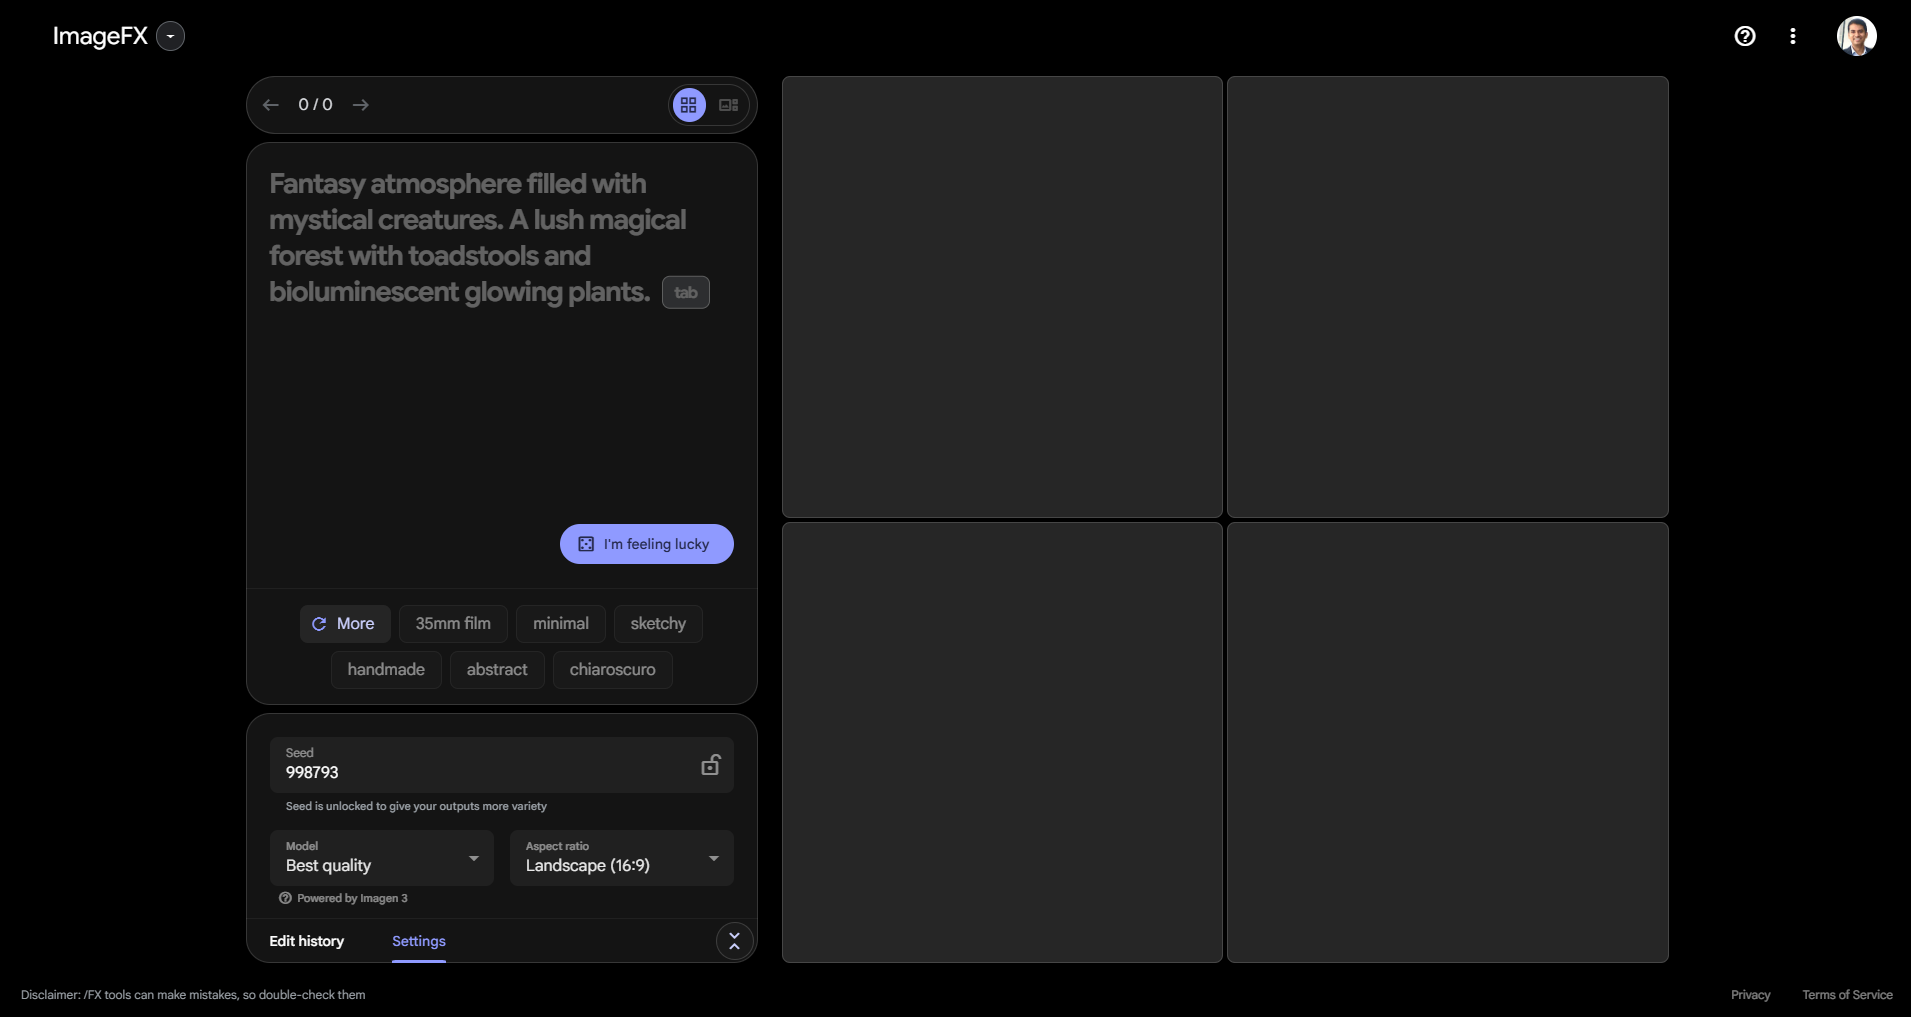 ImageFX
0 / 0
Fantasy atmosphere filled with
mystical creatures. A lush magical
forest with toadstools and
bioluminescent glowing plants. tab
I'm feeling lucky
More 35mm film minimal sketchy
handmade abstract chiaroscuro
Seed
998793
Seed is unlocked to give your outputs more variety
Model
Best quality
Aspect ratio
Landscape (16:9)
Powered by Imagen 3
Edit history Settings
Disclaimer: /FX tools can make mistakes, so double-check them
Privacy Terms of Service